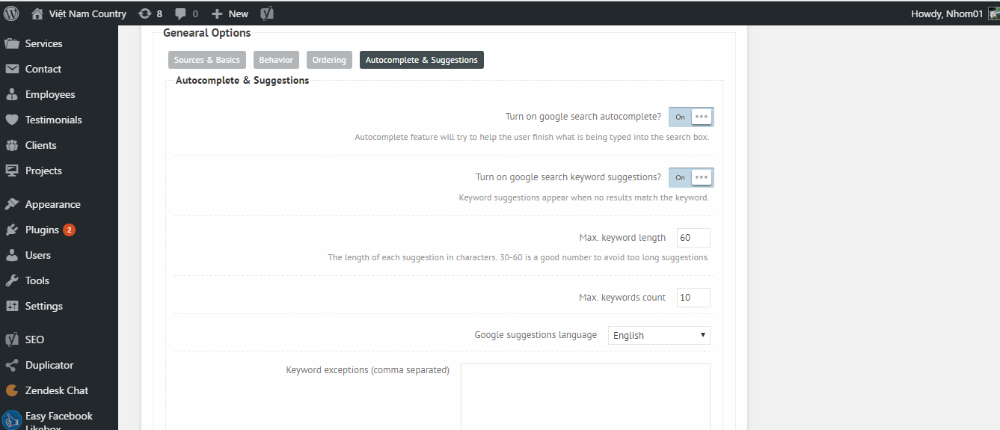 Việt Nam Country 8 0 New Howdy, Nhom01
Services
Contact
Employees
Testimonials
Clients
Projects
Appearance
Plugins 2
Users
Tools
Settings
SEO
Duplicator
Zendesk Chat
Easy Facebook
Likebox
Genearal Options
Sources & Basics Behavior Ordering Autocomplete & Suggestions
Autocomplete & Suggestions
Turn on google search autocomplete? On
Autocomplete feature will try to help the user finish what is being typed into the search box.
Turn on google search keyword suggestions? On
Keyword suggestions appear when no results match the keyword.
Max. keyword length 60
The length of each suggestion in characters. 30-60 is a good number to avoid too long suggestions.
Max. keywords count 10
Google suggestions language English
Keyword exceptions (comma separated)